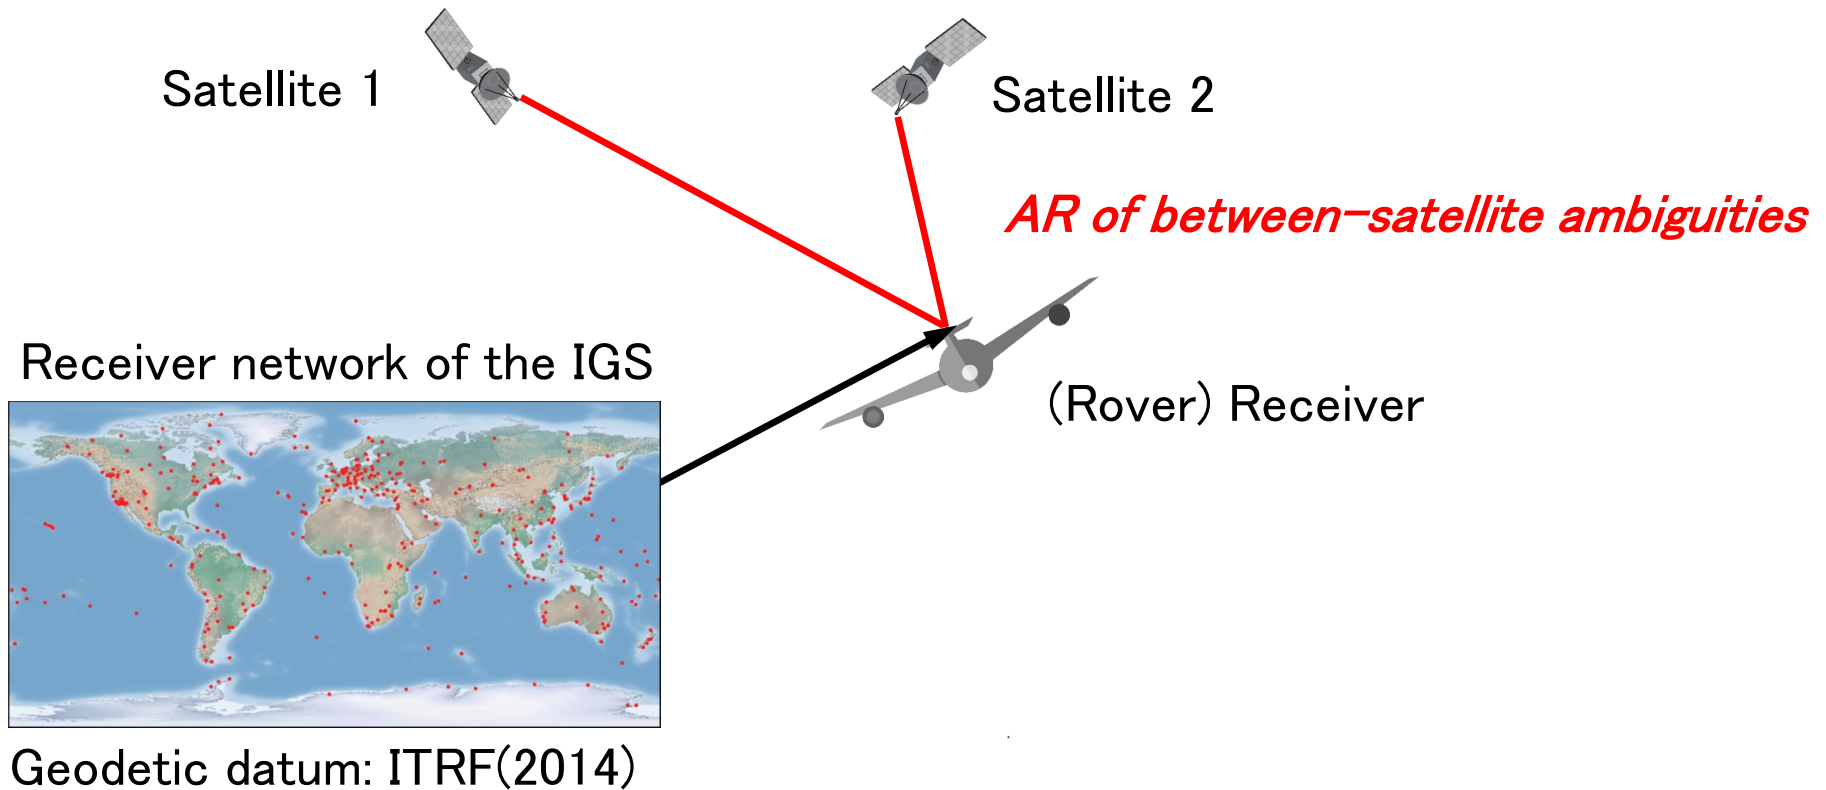 Satellite 1
Satellite 2
AR of between-satellite ambiguities
Receiver network of the IGS
(Rover) Receiver
Geodetic datum: ITRF(2014)